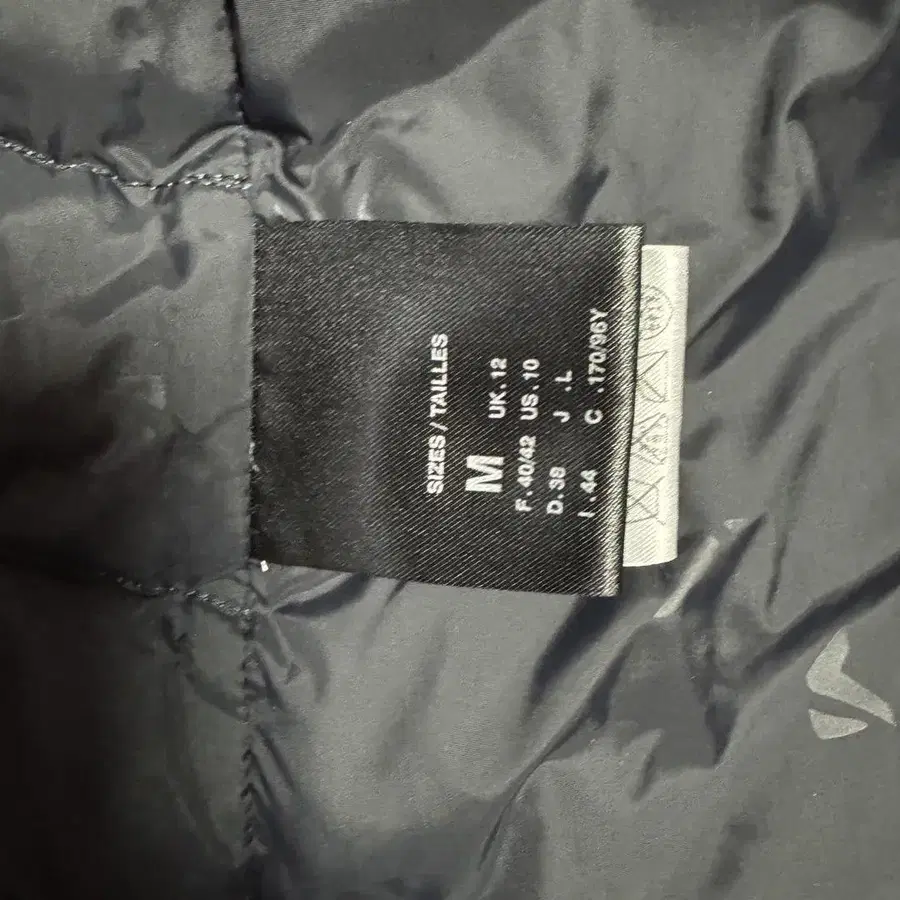 SIZES / TAILLES
M UK.12
F.40/42 US.10
D.38 J .L
I.44 C .170/96Y